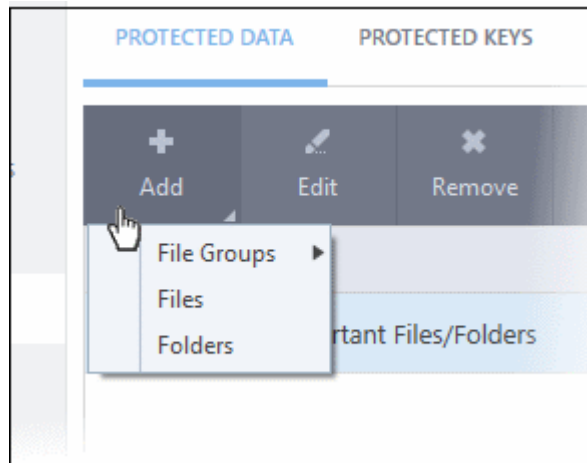 PROTECTED DATA PROTECTED KEYS
Add Edit Remove
File Groups
Files
rtant Files/Folders
Folders